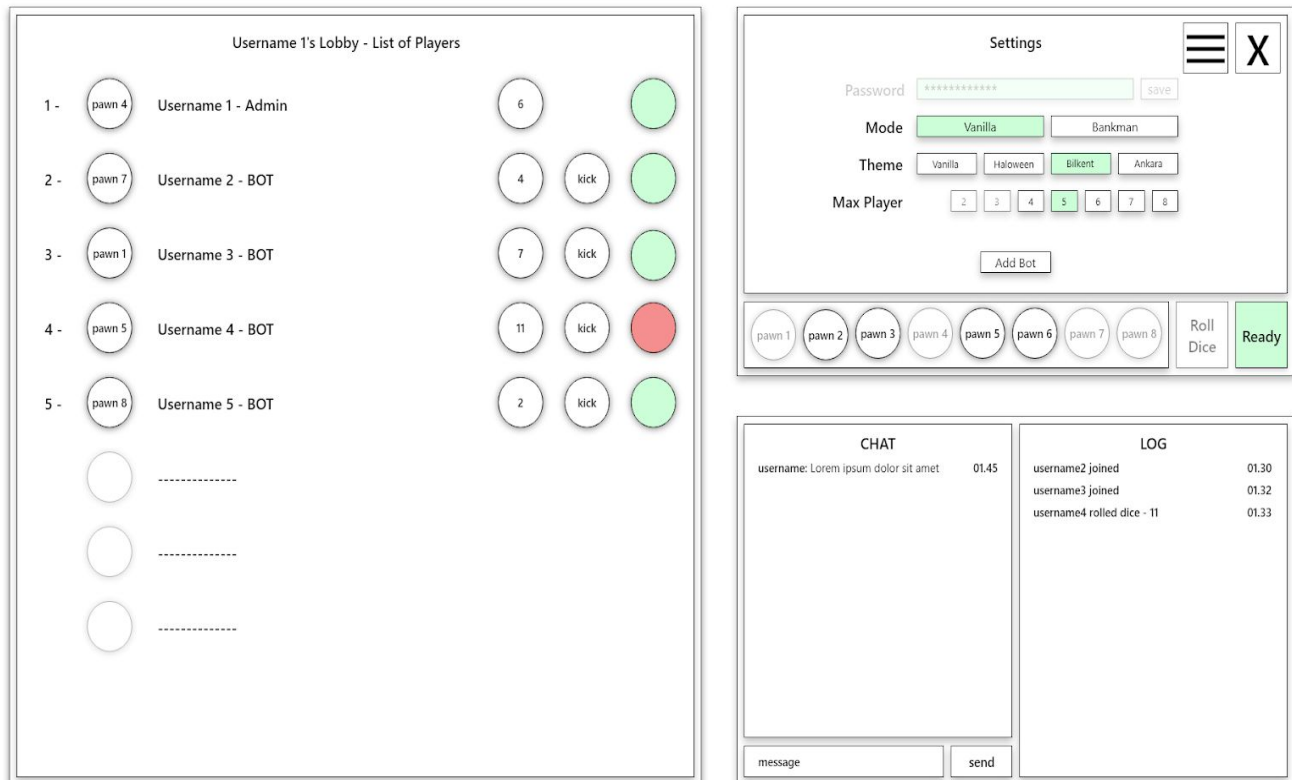 Username 1's Lobby - List of Players
1 - pawn 4 Username 1 - Admin 6
2 - pawn 7 Username 2 - BOT 4 kick
3 - pawn 1 Username 3 - BOT 7 kick
4 - pawn 5 Username 4 - BOT 11 kick
5 - pawn 8 Username 5 - BOT 2 kick
--------------
--------------
--------------
Settings
X
Password ************ save
Mode Vanilla Bankman
Theme Vanilla Haloween Bilkent Ankara
Max Player 2 3 4 5 6 7 8
Add Bot
pawn 1 pawn 2 pawn 3 pawn 4 pawn 5 pawn 6 pawn 7 pawn 8
Roll
Dice
Ready
CHAT
username: Lorem ipsum dolor sit amet 01.45
message send
LOG
username2 joined 01.30
username3 joined 01.32
username4 rolled dice - 11 01.33